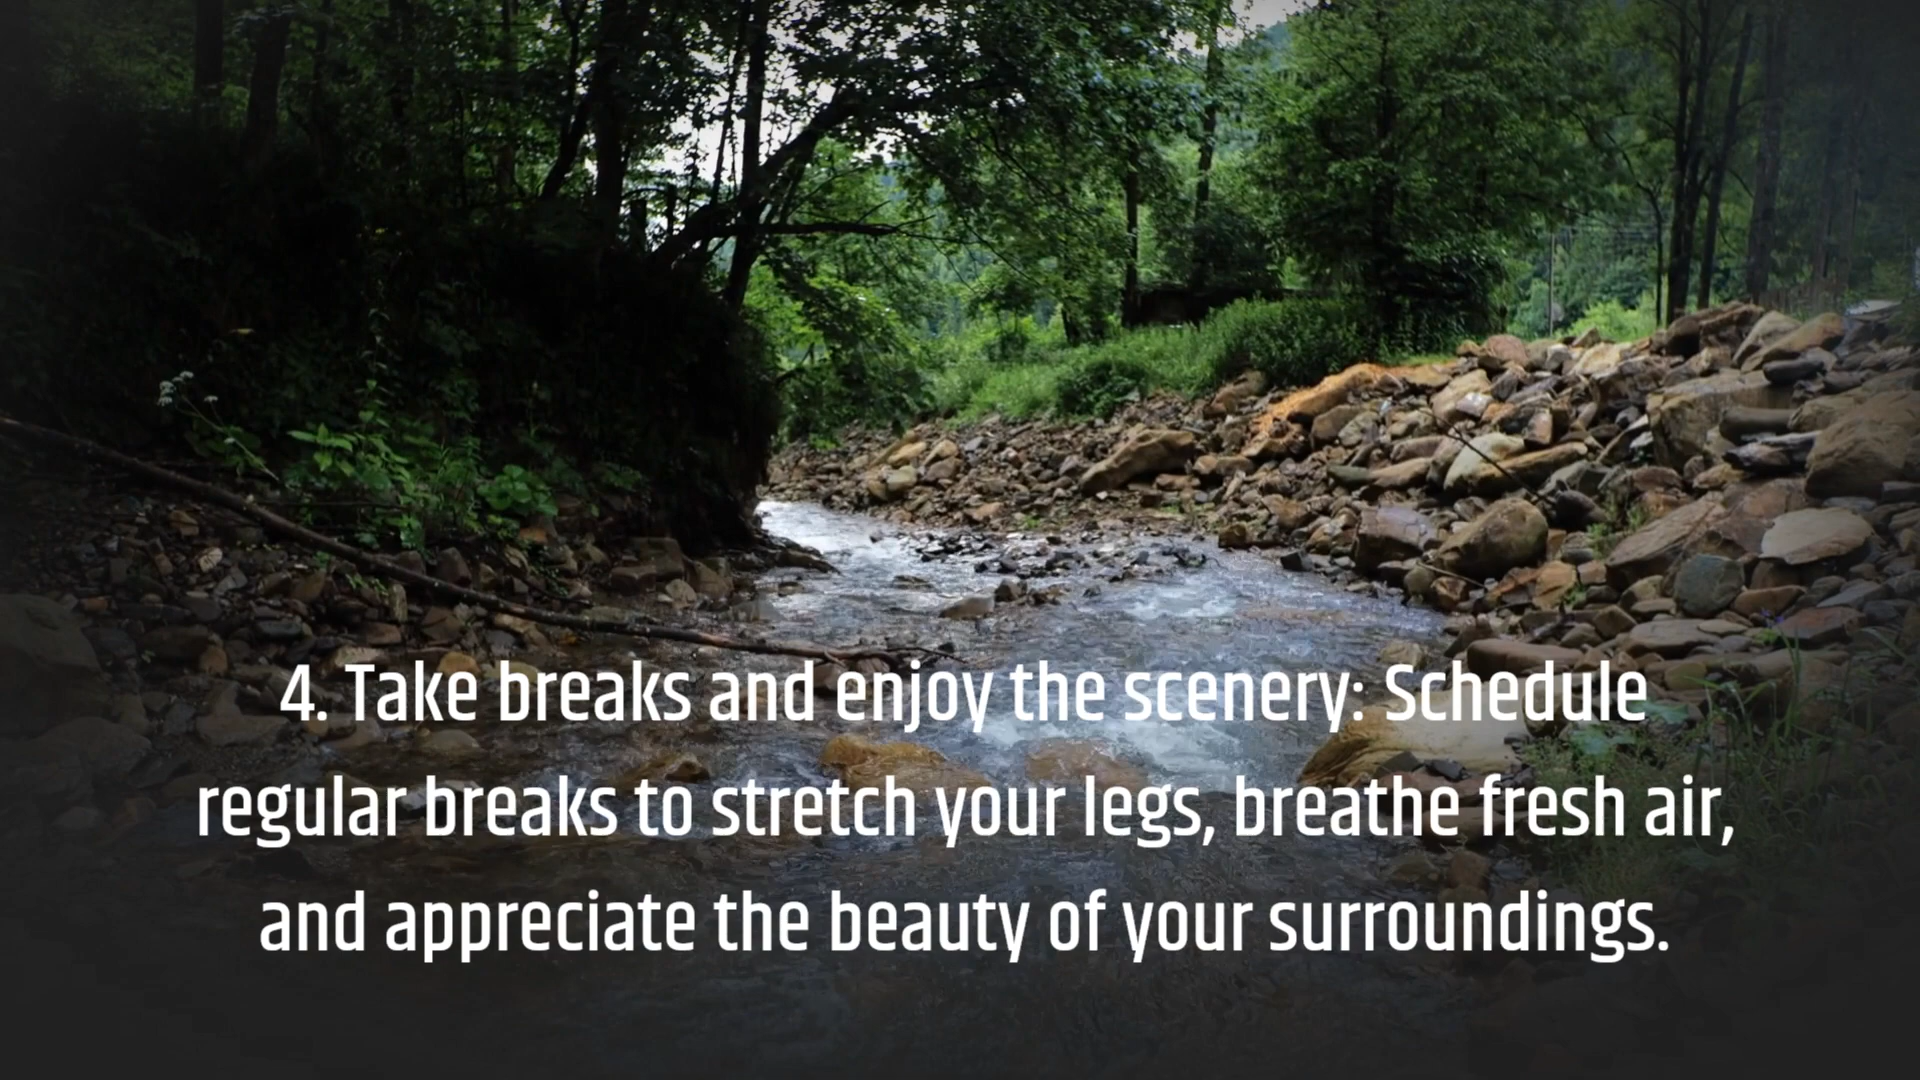 4. Take breaks and enjoy the scenery: Schedule
regular breaks to stretch your legs, breathe fresh air,
and appreciate the beauty of your surroundings.